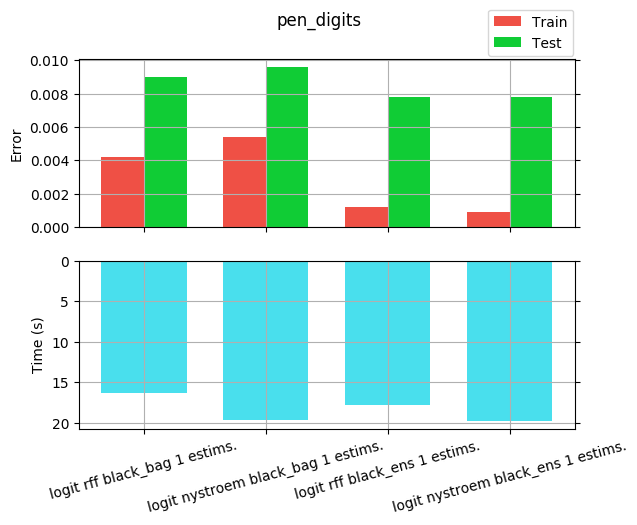 pen_digits
Train
Test
0.010
0.008
0.006
0.004
0.002
0.000
Error
0
5
10
15
20
Time (s)
logit rff black_bag 1 estims.
logit nystroem black_bag 1 estims.
logit rff black_ens 1 estims.
logit nystroem black_ens 1 estims.